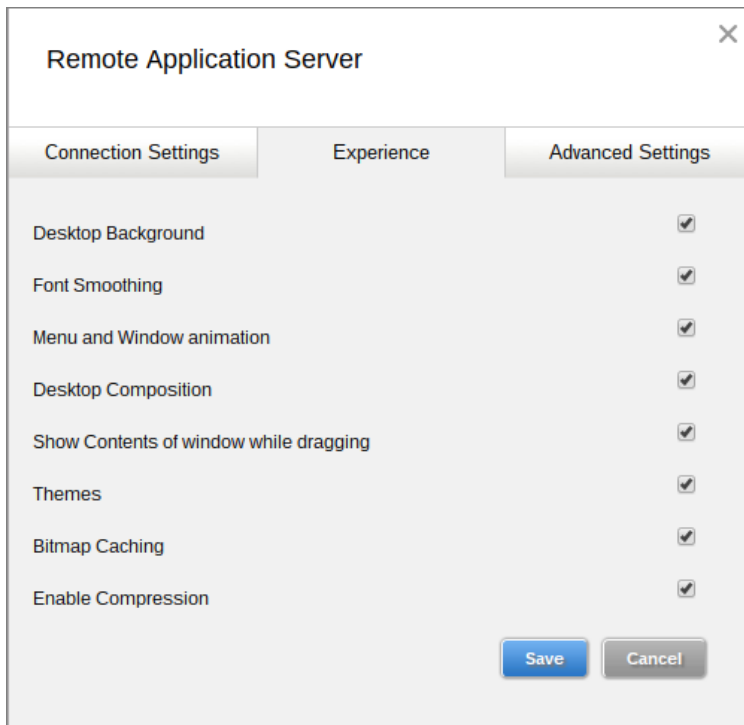 Remote Application Server
Connection Settings Experience Advanced Settings
Desktop Background
Font Smoothing
Menu and Window animation
Desktop Composition
Show Contents of window while dragging
Themes
Bitmap Caching
Enable Compression
Save Cancel